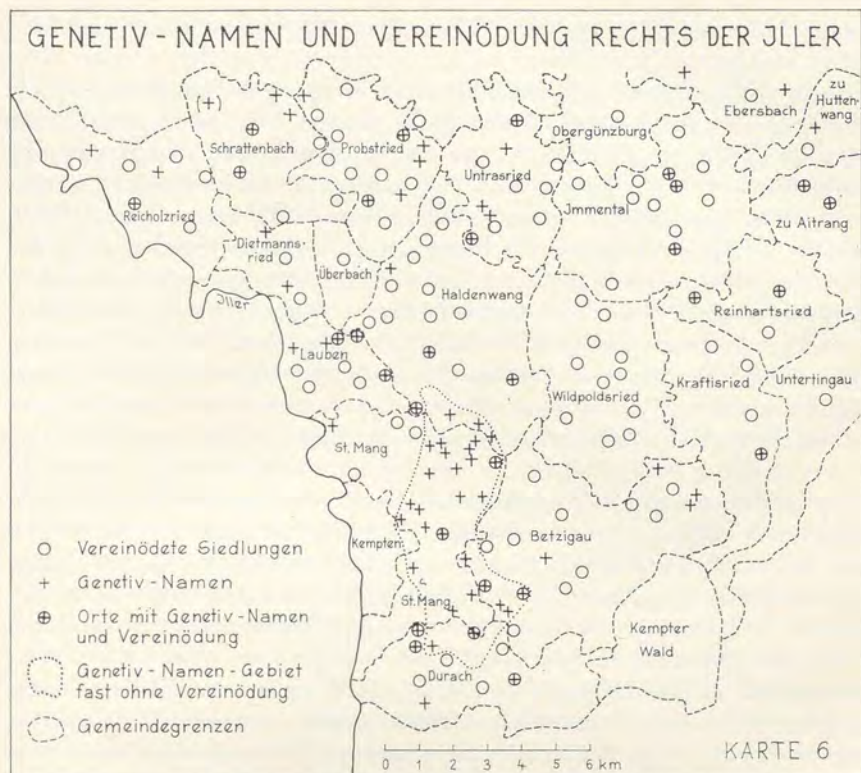 GENETIV-NAMEN UND VEREINÖDUNG RECHTS DER JLLER
(+)
zu
Hutten-
wang
Ebersbach
Obergünzburg
Schrattenbach
Probstried
Untrasried
Jmmental
Reicholzried
zu Aitrang
Dietmanns-
ried
Überbach
Jller
Haldenwang
Reinhartsried
Lauben
Wildpoldsried
Kraftisried
Untertingau
St. Mang
Kempten
Betzigau
St. Mang
Kempter
Wald
Durach
Vereinödete Siedlungen
Genetiv-Namen
Orte mit Genetiv-Namen
und Vereinödung
Genetiv-Namen-Gebiet
fast ohne Vereinödung
Gemeindegrenzen
0 1 2 3 4 5 6 km
KARTE 6